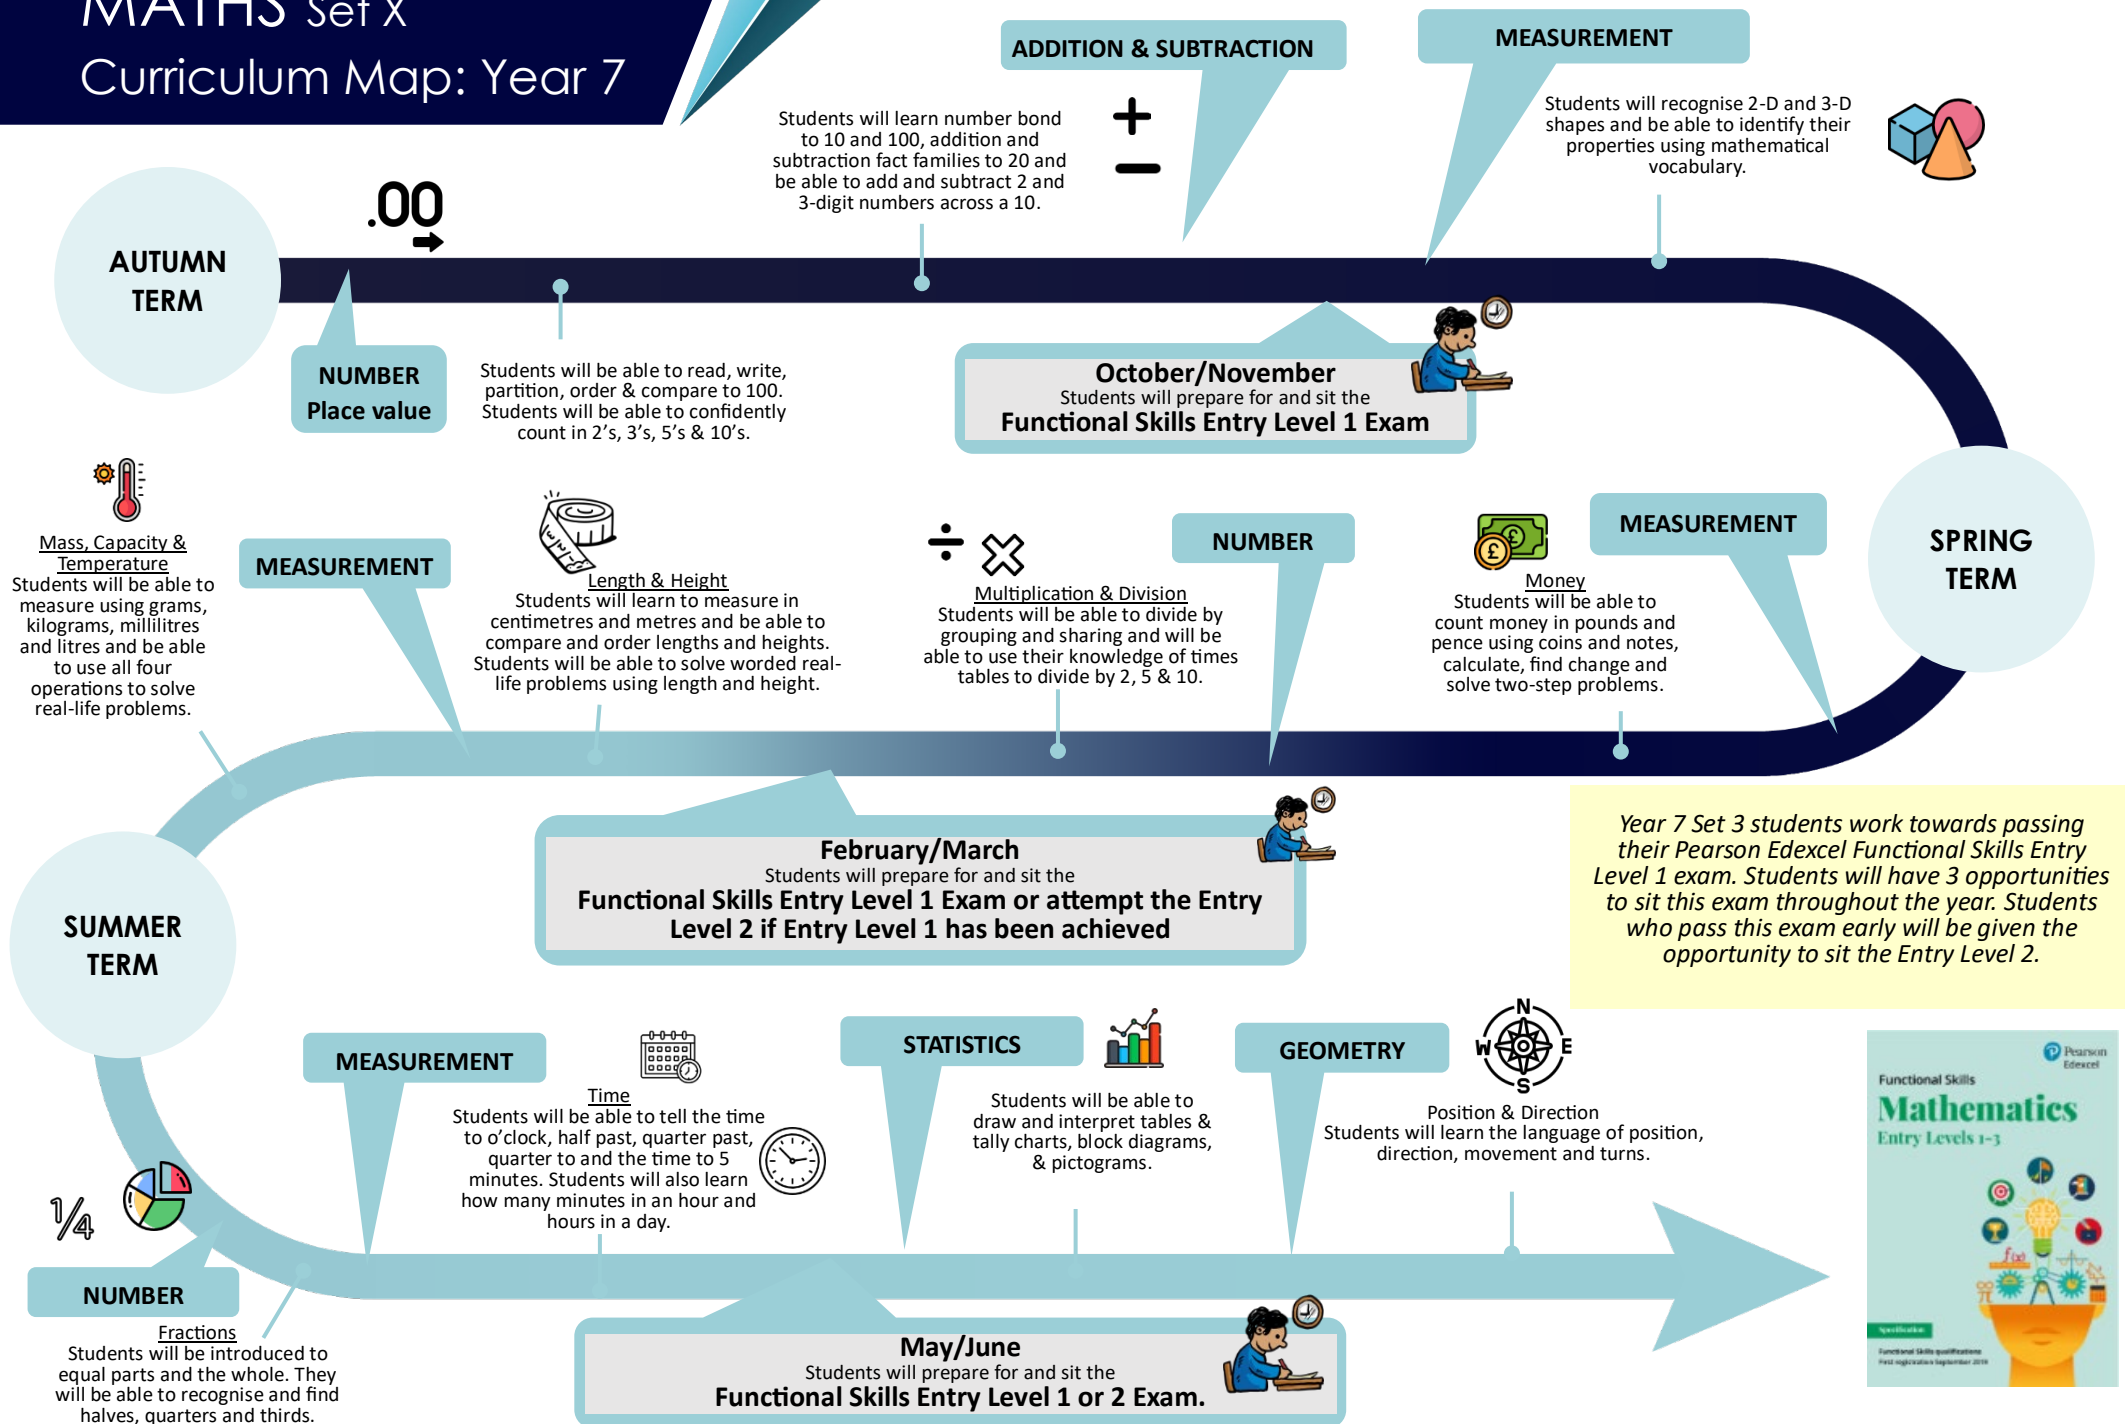 MATHS Set X
Curriculum Map: Year 7
ADDITION & SUBTRACTION
MEASUREMENT
Students will learn number bond
to 10 and 100, addition and
subtraction fact families to 20 and
be able to add and subtract 2 and
3-digit numbers across a 10.
Students will recognise 2-D and 3-D
shapes and be able to identify their
properties using mathematical
vocabulary.
.00
AUTUMN
TERM
NUMBER
Place value
Students will be able to read, write,
partition, order & compare to 100.
Students will be able to confidently
count in 2's, 3's, 5's & 10's.
October/November
Students will prepare for and sit the
Functional Skills Entry Level 1 Exam
SPRING
TERM
MEASUREMENT
Money
Students will be able to
count money in pounds and
pence using coins and notes,
calculate, find change and
solve two-step problems.
NUMBER
Multiplication & Division
Students will be able to divide by
grouping and sharing and will be
able to use their knowledge of times
tables to divide by 2, 5 & 10.
Length & Height
Students will learn to measure in
centimetres and metres and be able to
compare and order lengths and heights.
Students will be able to solve worded real-
life problems using length and height.
MEASUREMENT
Mass, Capacity &
Temperature
Students will be able to
measure using grams,
kilograms, millilitres
and litres and be able
to use all four
operations to solve
real-life problems.
February/March
Students will prepare for and sit the
Functional Skills Entry Level 1 Exam or attempt the Entry
Level 2 if Entry Level 1 has been achieved
Year 7 Set 3 students work towards passing
their Pearson Edexcel Functional Skills Entry
Level 1 exam. Students will have 3 opportunities
to sit this exam throughout the year. Students
who pass this exam early will be given the
opportunity to sit the Entry Level 2.
SUMMER
TERM
1/4
NUMBER
Fractions
Students will be introduced to
equal parts and the whole. They
will be able to recognise and find
halves, quarters and thirds.
MEASUREMENT
Time
Students will be able to tell the time
to o'clock, half past, quarter past,
quarter to and the time to 5
minutes. Students will also learn
how many minutes in an hour and
hours in a day.
STATISTICS
Students will be able to
draw and interpret tables &
tally charts, block diagrams,
& pictograms.
GEOMETRY
N
W E
S
Position & Direction
Students will learn the language of position,
direction, movement and turns.
May/June
Students will prepare for and sit the
Functional Skills Entry Level 1 or 2 Exam.
Pearson
Edexcel
Functional Skills
Mathematics
Entry Levels 1-3
f(x)
π
Specification
Functional Skills qualifications
First registration September 2019